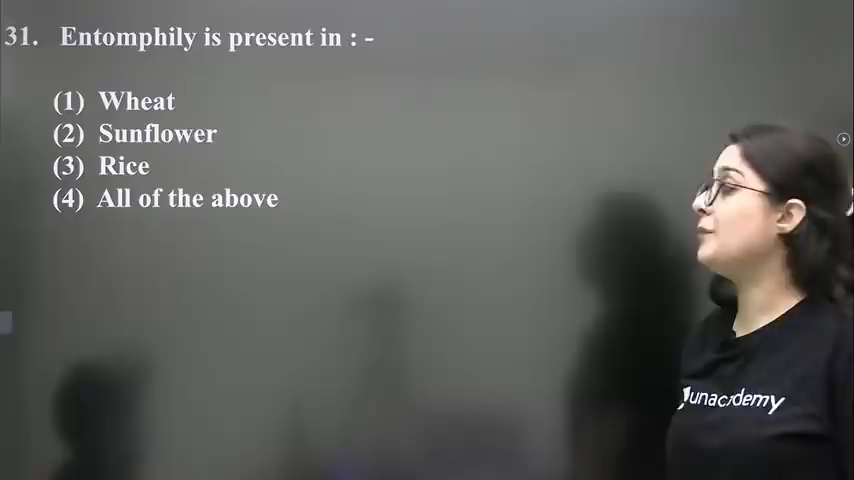 31. Entomphily is present in : -
(1) Wheat
(2) Sunflower
(3) Rice
(4) All of the above
unacademy